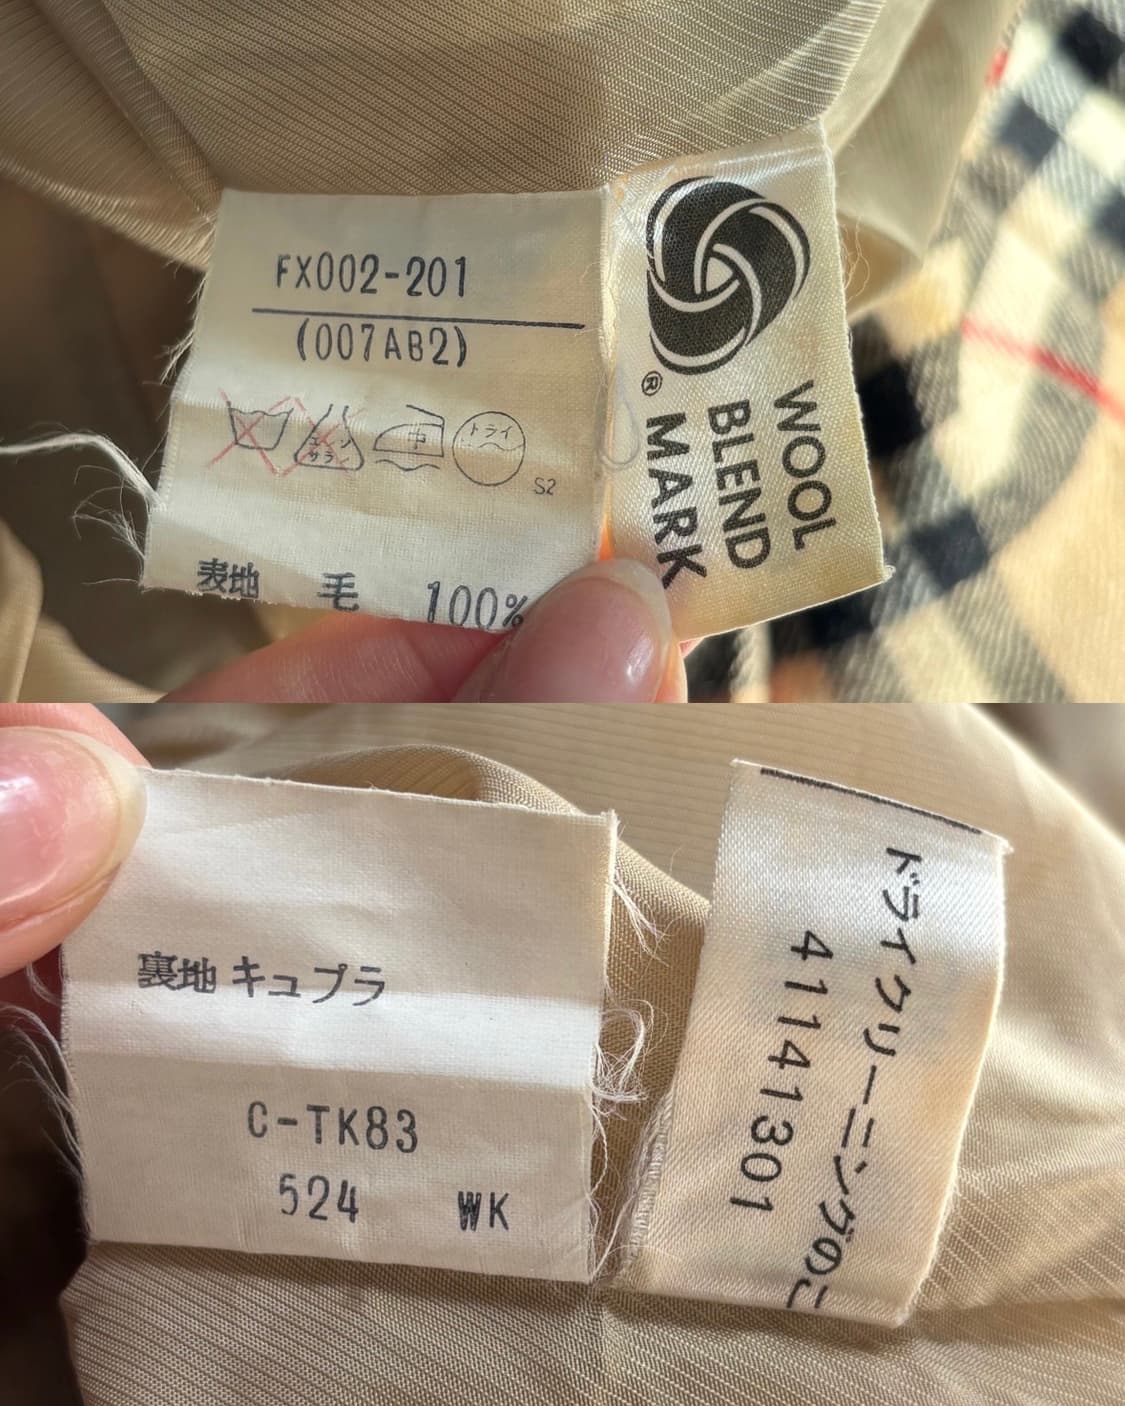 FX002-201
(007AB2)
エンソ
サラ
中
ドライ
S2
表地 毛 100%
®
WOOL
BLEND
MARK
裏地 キュプラ
C-TK83
524 WK
ドライクリーニングのこ
41141301